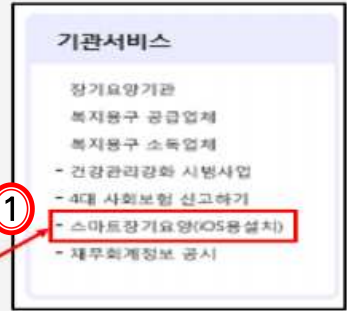 기관서비스
장기요양기관
복지용구 공급업체
복지용구 소독업체
- 건강관리강화 시범사업
- 4대 사회보험 신고하기
1
- 스마트장기요양(iOS용설치)
- 재무회계정보 공시